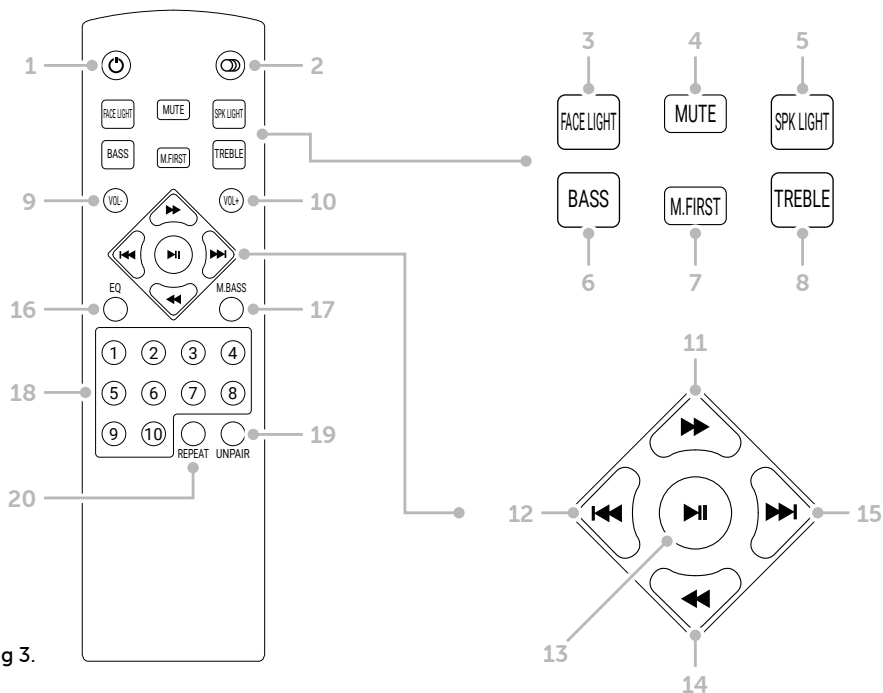 1
2
FACE LIGHT
MUTE
SPK LIGHT
BASS
M.FIRST
TREBLE
9
VOL-
VOL+
10
EQ
M.BASS
16
17
1 2 3 4
18
5 6 7 8
9 10
19
REPEAT UNPAIR
20
g 3.
3 4 5
FACE LIGHT MUTE SPK LIGHT
BASS M.FIRST TREBLE
6 7 8
11
12
15
13
14